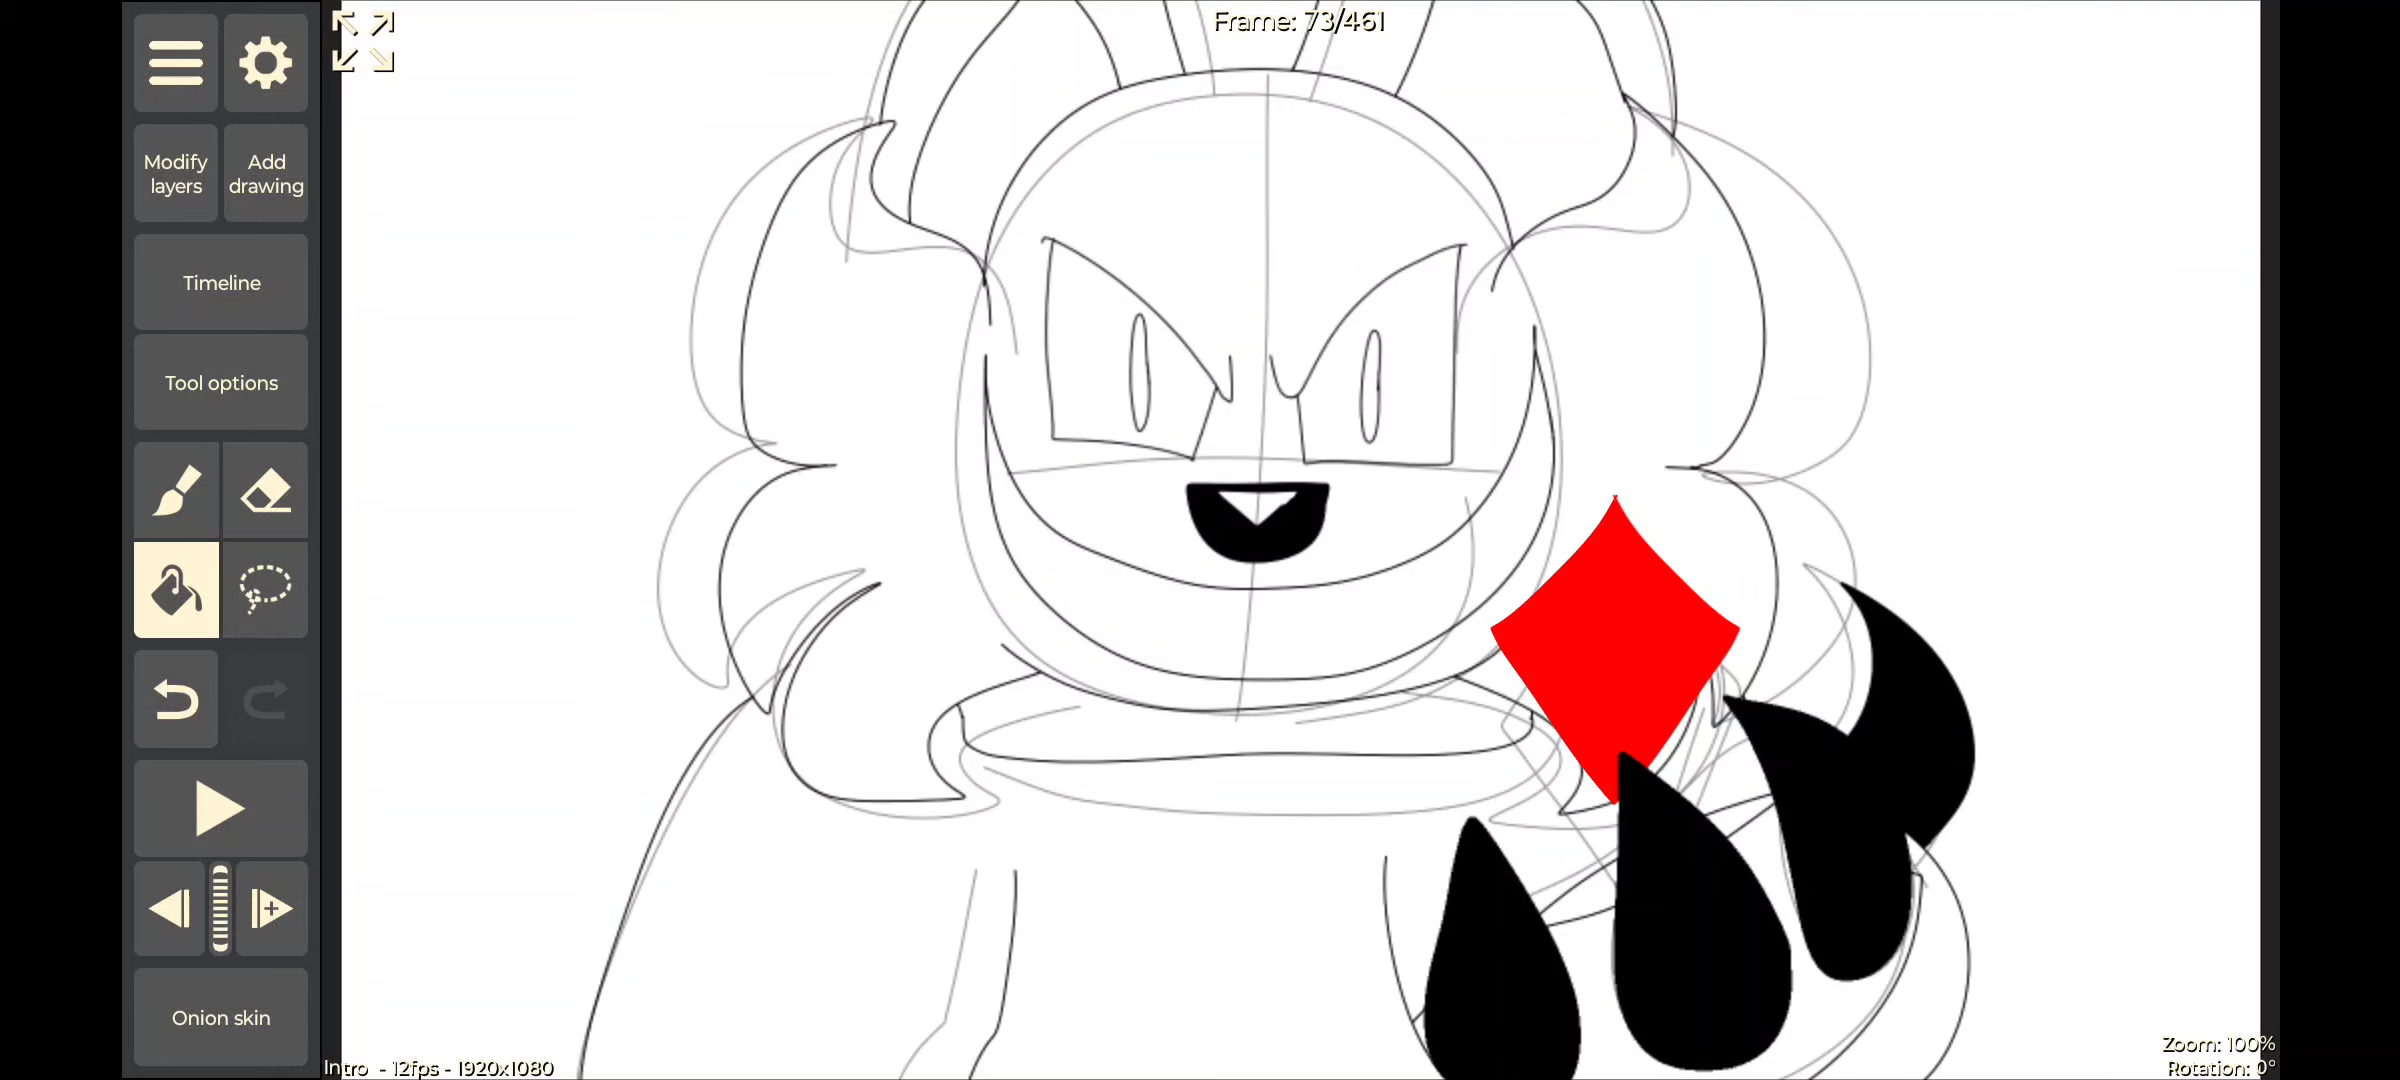 Frame: 73/461
Modify
layers
Add
drawing
Timeline
Tool options
Onion skin
Intro - 12fps - 1920x1080
Zoom: 100%
Rotation: 0°